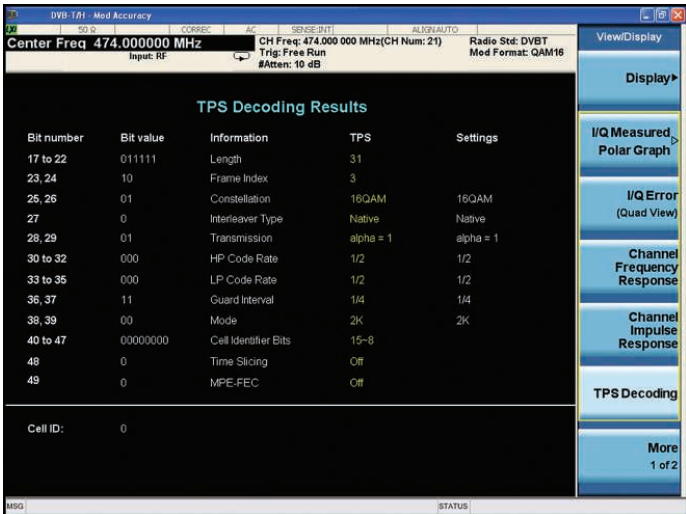 DVB-T/H - Mod Accuracy
50 Ω CORREC AC SENSE:INT ALIGNAUTO
Center Freq 474.000000 MHz
Input: RF
CH Freq: 474.000 000 MHz(CH Num: 21)
Trig: Free Run
#Atten: 10 dB
Radio Std: DVBT
Mod Format: QAM16
TPS Decoding Results
Bit number Bit value Information TPS Settings
17 to 22 011111 Length 31
23, 24 10 Frame Index 3
25, 26 01 Constellation 16QAM 16QAM
27 0 Interleaver Type Native Native
28, 29 01 Transmission alpha = 1 alpha = 1
30 to 32 000 HP Code Rate 1/2 1/2
33 to 35 000 LP Code Rate 1/2 1/2
36, 37 11 Guard Interval 1/4 1/4
38, 39 00 Mode 2K 2K
40 to 47 00000000 Cell Identifier Bits 15~8
48 0 Time Slicing Off
49 0 MPE-FEC Off
Cell ID: 0
MSG STATUS
View/Display
Display
I/Q Measured
Polar Graph
I/Q Error
(Quad View)
Channel
Frequency
Response
Channel
Impulse
Response
TPS Decoding
More
1 of 2